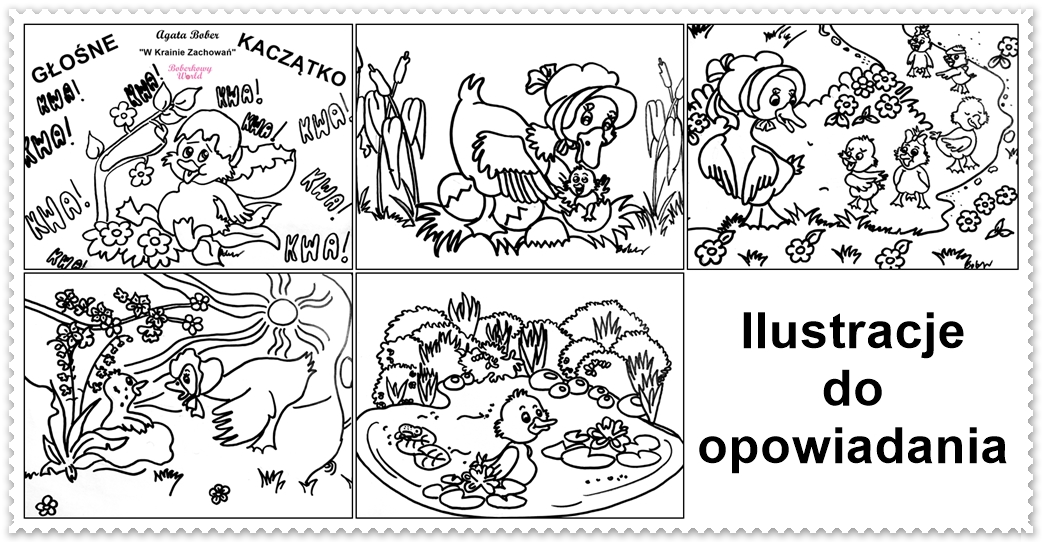 Agata Bober
GŁOŚNE
KACZĄTKO
"W Krainie Zachowań"
Boberkowy
World
KWA!
KWA!
KWA!
KWA!
KWA!
KWA!
KWA!
KWA!
KWA!
KWA!
Ilustracje
do
opowiadania